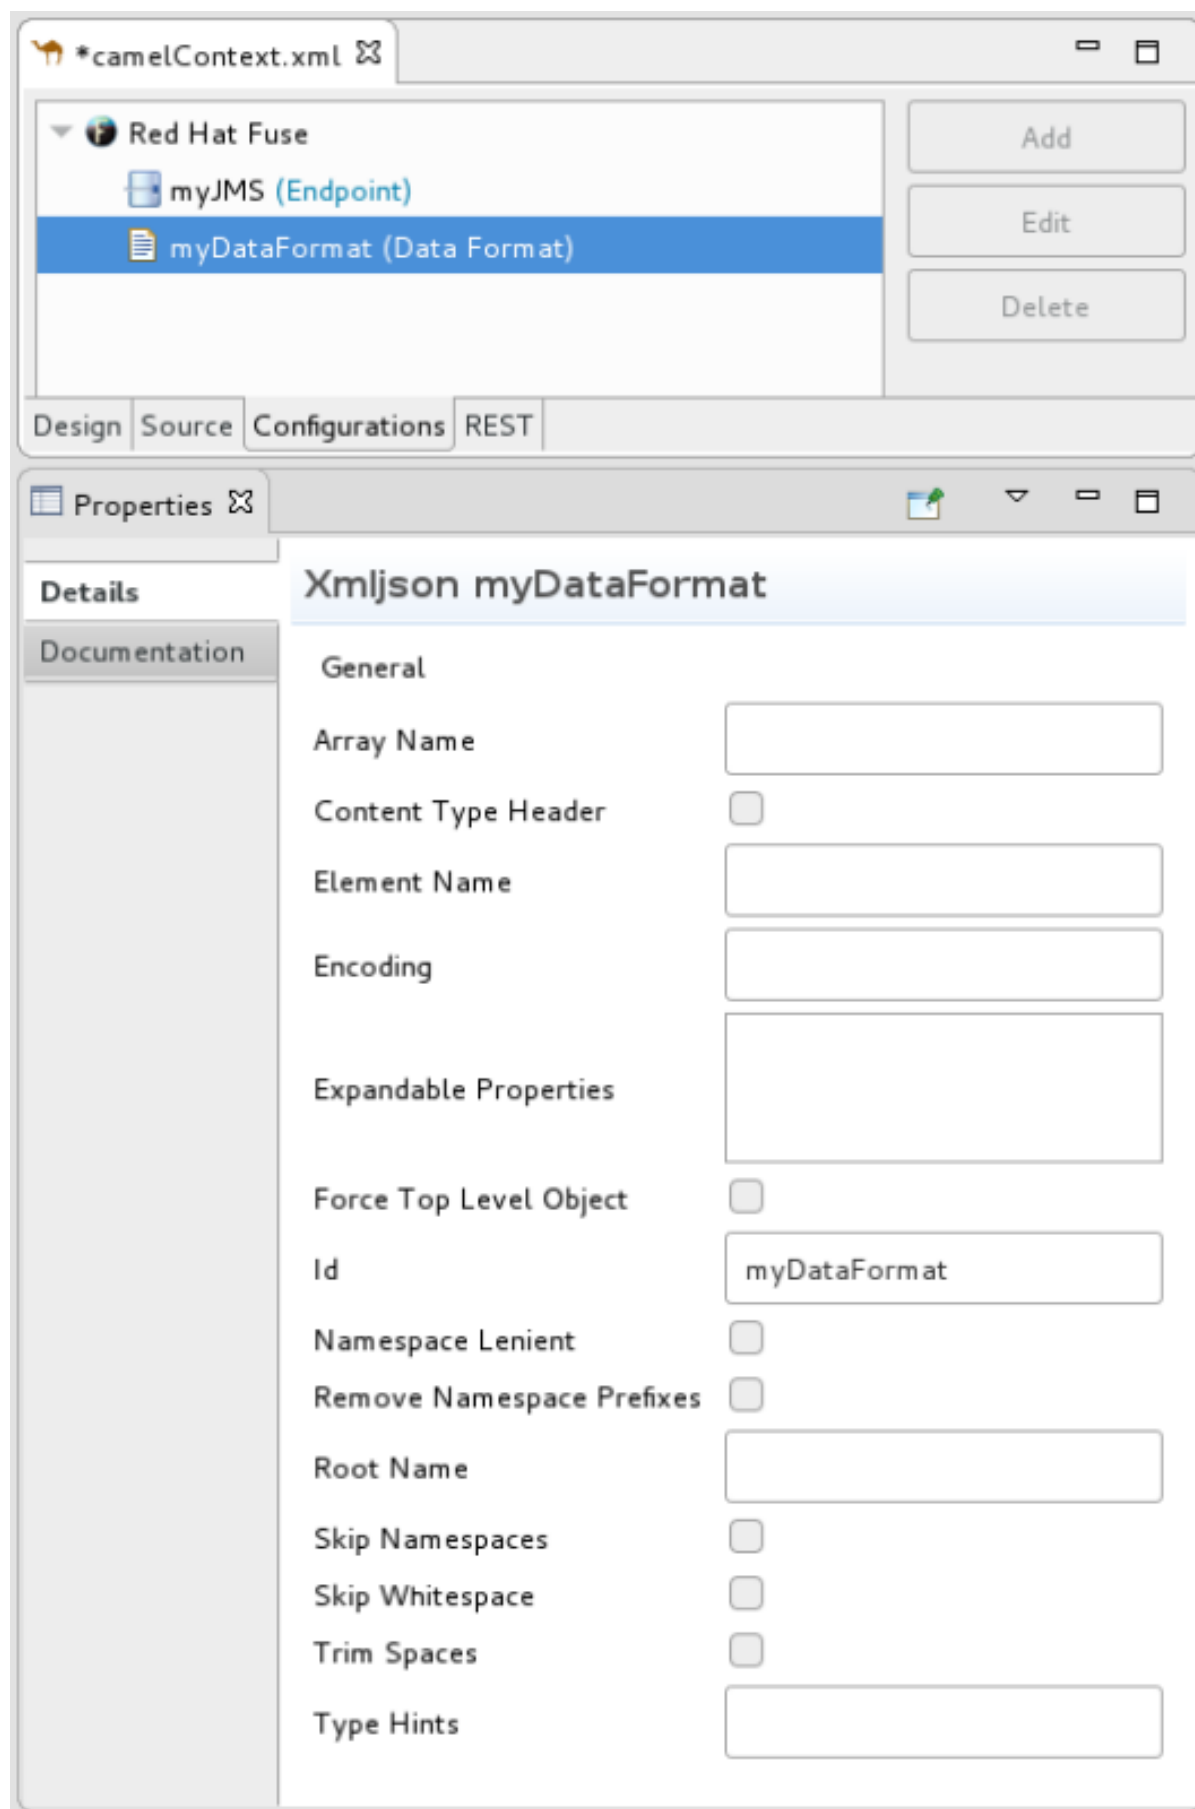 *camelContext.xml
Red Hat Fuse
Add
myJMS (Endpoint)
Edit
myDataFormat (Data Format)
Delete
Design Source Configurations REST
Properties
Details
Documentation
Xmljson myDataFormat
General
Array Name
Content Type Header
Element Name
Encoding
Expandable Properties
Force Top Level Object
Id myDataFormat
Namespace Lenient
Remove Namespace Prefixes
Root Name
Skip Namespaces
Skip Whitespace
Trim Spaces
Type Hints